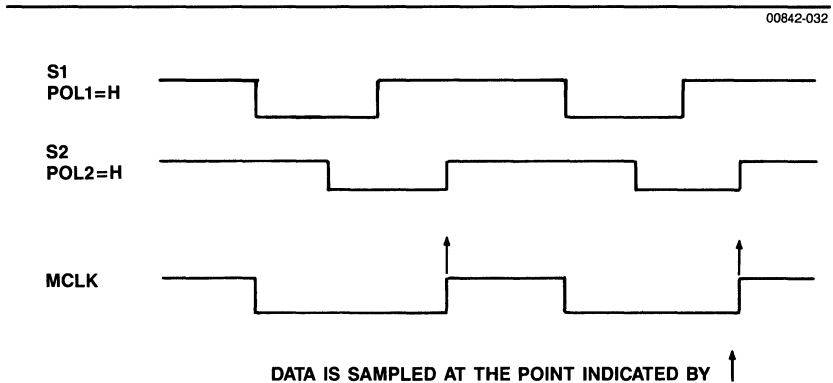 00842-032
S1
POL1=H
S2
POL2=H
MCLK
DATA IS SAMPLED AT THE POINT INDICATED BY